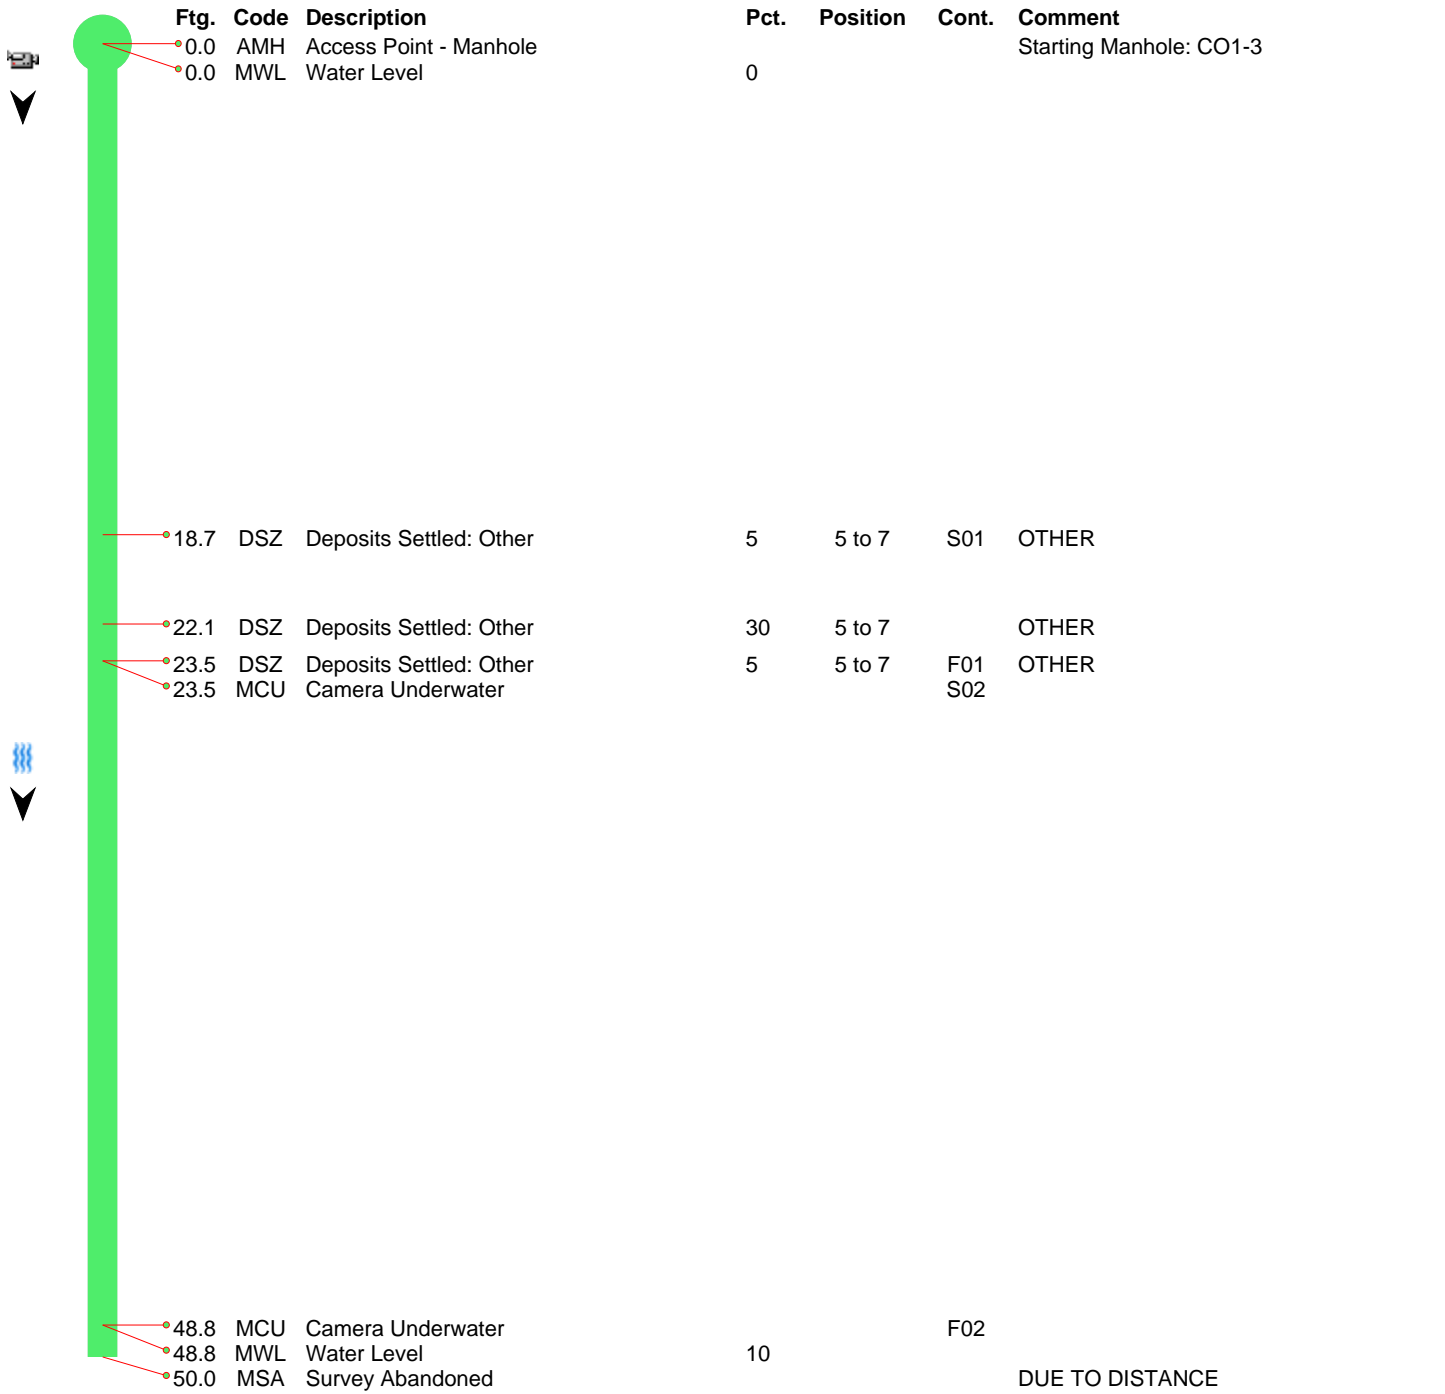 Ftg. Code Description Pct. Position Cont. Comment
0.0 AMH Access Point - Manhole Starting Manhole: CO1-3
0.0 MWL Water Level 0
18.7 DSZ Deposits Settled: Other 5 5 to 7 S01 OTHER
22.1 DSZ Deposits Settled: Other 30 5 to 7 OTHER
23.5 DSZ Deposits Settled: Other 5 5 to 7 F01 OTHER
23.5 MCU Camera Underwater S02
48.8 MCU Camera Underwater F02
48.8 MWL Water Level 10
50.0 MSA Survey Abandoned DUE TO DISTANCE